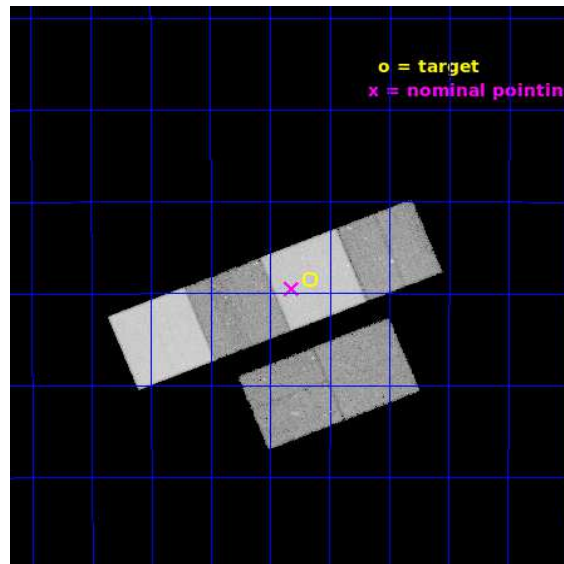 o = target
x = nominal pointin